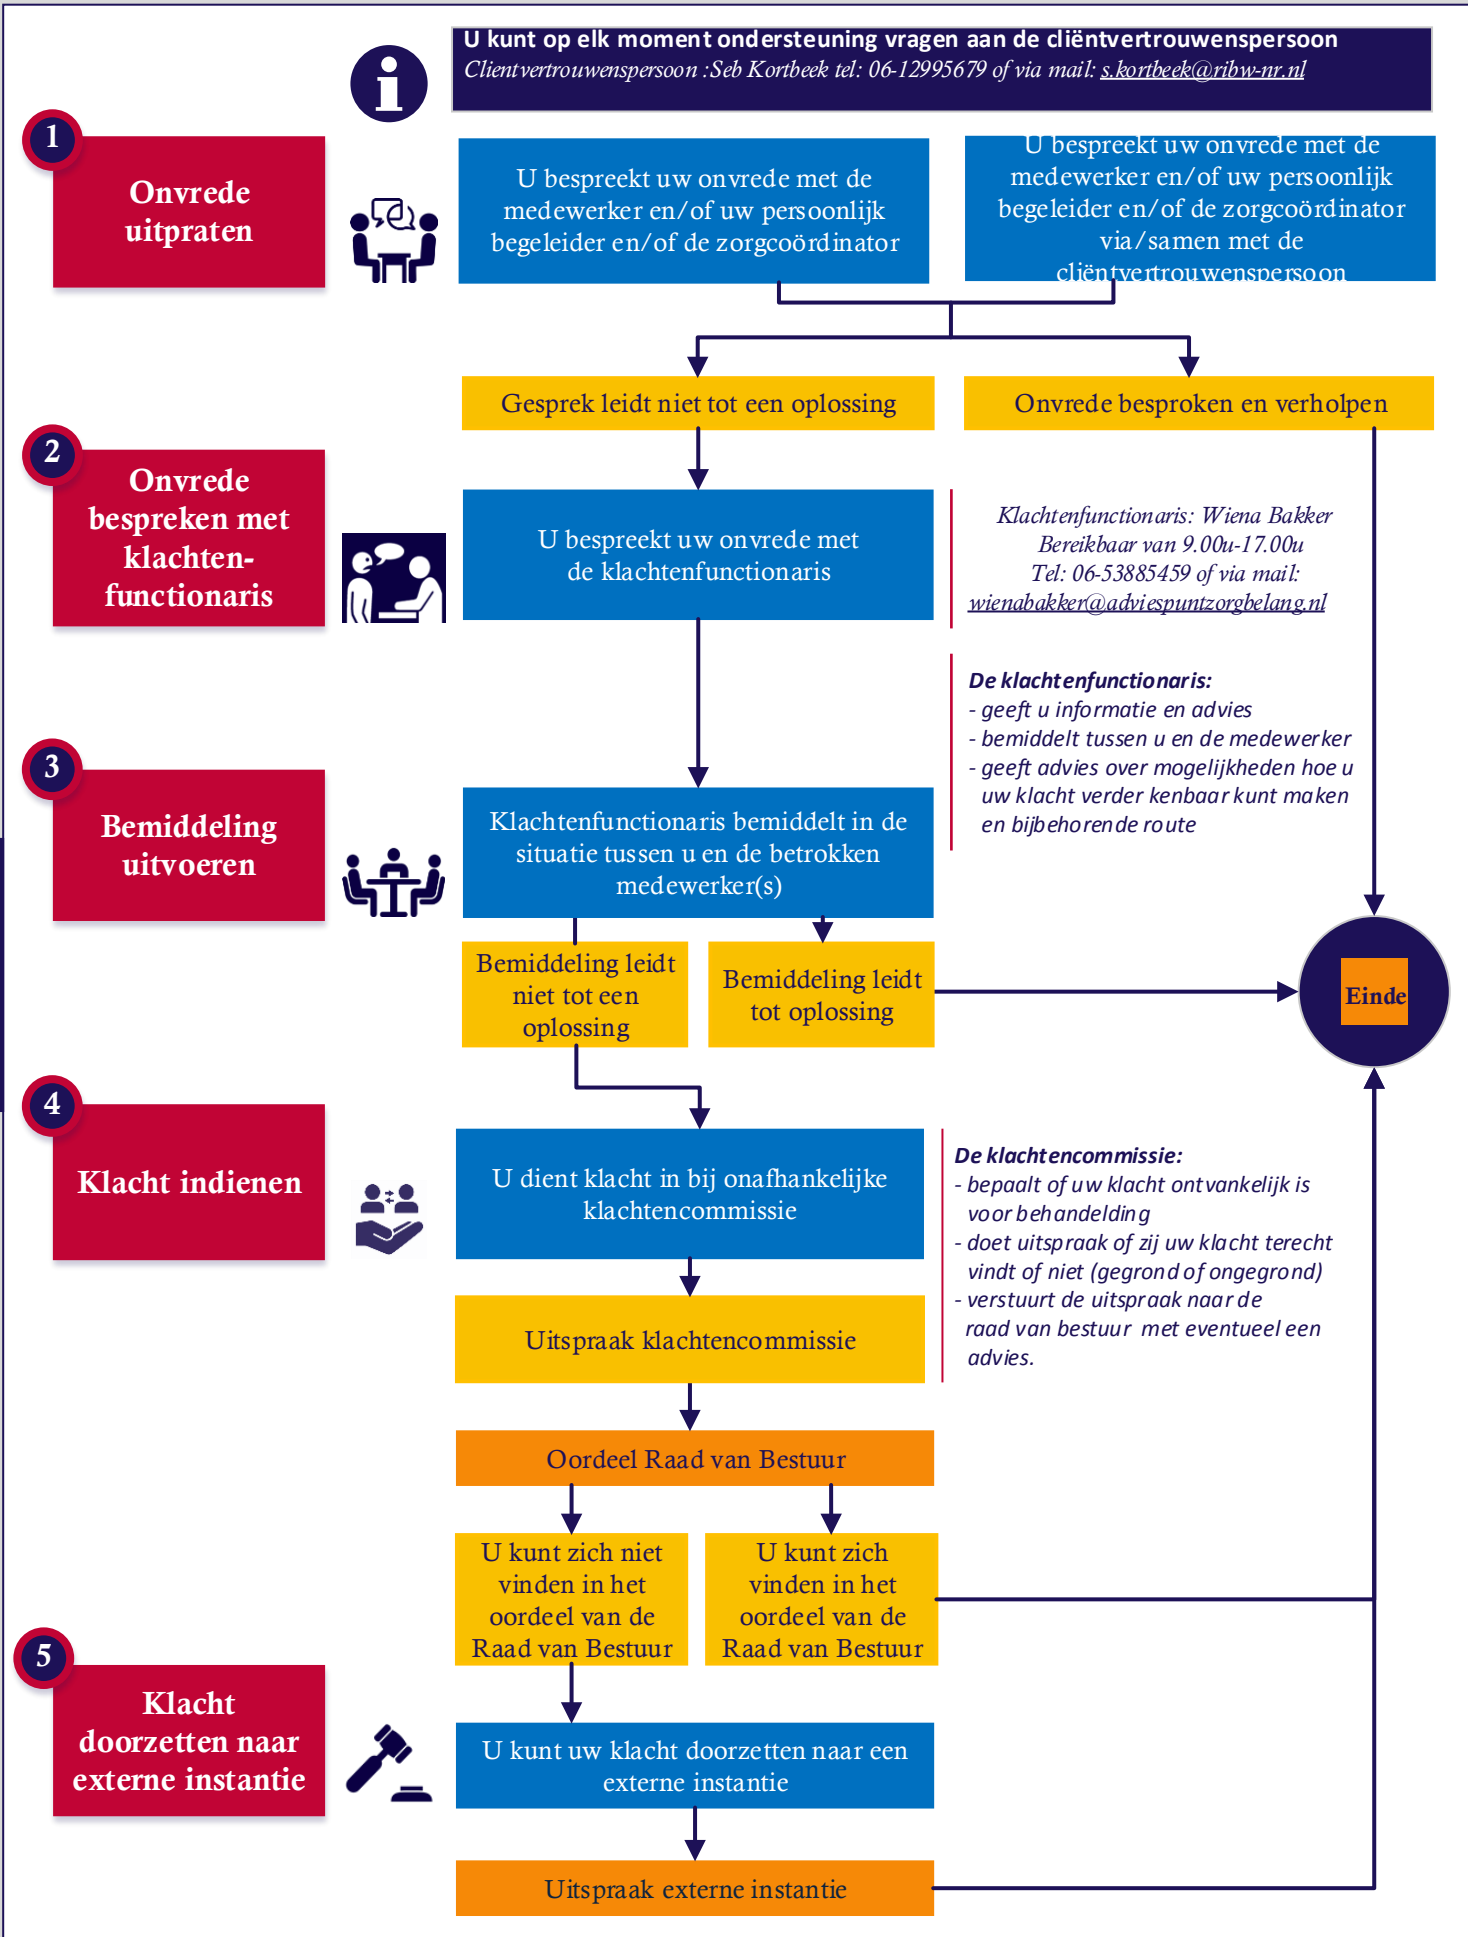 U kunt op elk moment ondersteuning vragen aan de cliëntvertrouwenspersoon
Clientvertrouwenspersoon :Seb Kortbeek tel: 06-12995679 of via mail: s.kortbeek@ribw-nr.nl
1
Onvrede
uitpraten
U bespreekt uw onvrede met de
medewerker en/of uw persoonlijk
begeleider en/of de zorgcoördinator
U bespreekt uw onvrede met de
medewerker en/of uw persoonlijk
begeleider en/of de zorgcoördinator
via/samen met de
cliëntvertrouwenspersoon
Gesprek leidt niet tot een oplossing
Onvrede besproken en verholpen
2
Onvrede
bespreken met
klachten-
functionaris
U bespreekt uw onvrede met
de klachtenfunctionaris
Klachtenfunctionaris: Wiena Bakker
Bereikbaar van 9.00u-17.00u
Tel: 06-53885459 of via mail:
wienabakker@adviespuntzorgbelang.nl
De klachtenfunctionaris:
- geeft u informatie en advies
- bemiddelt tussen u en de medewerker
- geeft advies over mogelijkheden hoe u
uw klacht verder kenbaar kunt maken
en bijbehorende route
3
Bemiddeling
uitvoeren
Klachtenfunctionaris bemiddelt in de
situatie tussen u en de betrokken
medewerker(s)
Bemiddeling leidt
niet tot een
oplossing
Bemiddeling leidt
tot oplossing
Einde
4
Klacht indienen
U dient klacht in bij onafhankelijke
klachtencommissie
De klachtencommissie:
- bepaalt of uw klacht ontvankelijk is
voor behandelding
- doet uitspraak of zij uw klacht terecht
vindt of niet (gegrond of ongegrond)
- verstuurt de uitspraak naar de
raad van bestuur met eventueel een
advies.
Uitspraak klachtencommissie
Oordeel Raad van Bestuur
U kunt zich niet
vinden in het
oordeel van de
Raad van Bestuur
U kunt zich
vinden in het
oordeel van de
Raad van Bestuur
5
Klacht
doorzetten naar
externe instantie
U kunt uw klacht doorzetten naar een
externe instantie
Uitspraak externe instantie